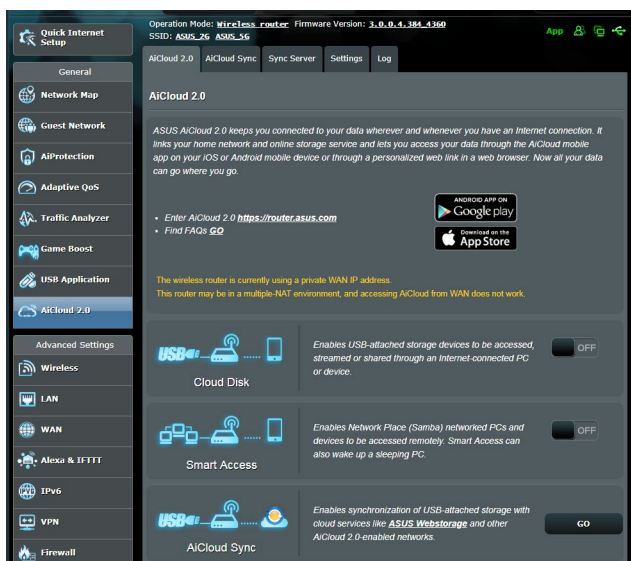 Quick Internet
Setup
General
Network Map
Guest Network
AiProtection
Adaptive QoS
Traffic Analyzer
Game Boost
USB Application
AiCloud 2.0
Advanced Settings
Wireless
LAN
WAN
Alexa & IFTTT
IPv6
VPN
Firewall
Operation Mode: Wireless router Firmware Version: 3.0.0.4.384_4360
SSID: ASUS_2G ASUS_5G
App
AiCloud 2.0 AiCloud Sync Sync Server Settings Log
AiCloud 2.0
ASUS AiCloud 2.0 keeps you connected to your data wherever and whenever you have an Internet connection. It
links your home network and online storage service and lets you access your data through the AiCloud mobile
app on your iOS or Android mobile device or through a personalized web link in a web browser. Now all your data
can go where you go.
• Enter AiCloud 2.0 https://router.asus.com
• Find FAQs GO
ANDROID APP ON
Google play
Download on the
App Store
The wireless router is currently using a private WAN IP address.
This router may be in a multiple-NAT environment, and accessing AiCloud from WAN does not work.
USB
Cloud Disk
Enables USB-attached storage devices to be accessed,
streamed or shared through an Internet-connected PC
or device.
OFF
Smart Access
Enables Network Place (Samba) networked PCs and
devices to be accessed remotely. Smart Access can
also wake up a sleeping PC.
OFF
USB
AiCloud Sync
Enables synchronization of USB-attached storage with
cloud services like ASUS Webstorage and other
AiCloud 2.0-enabled networks.
GO